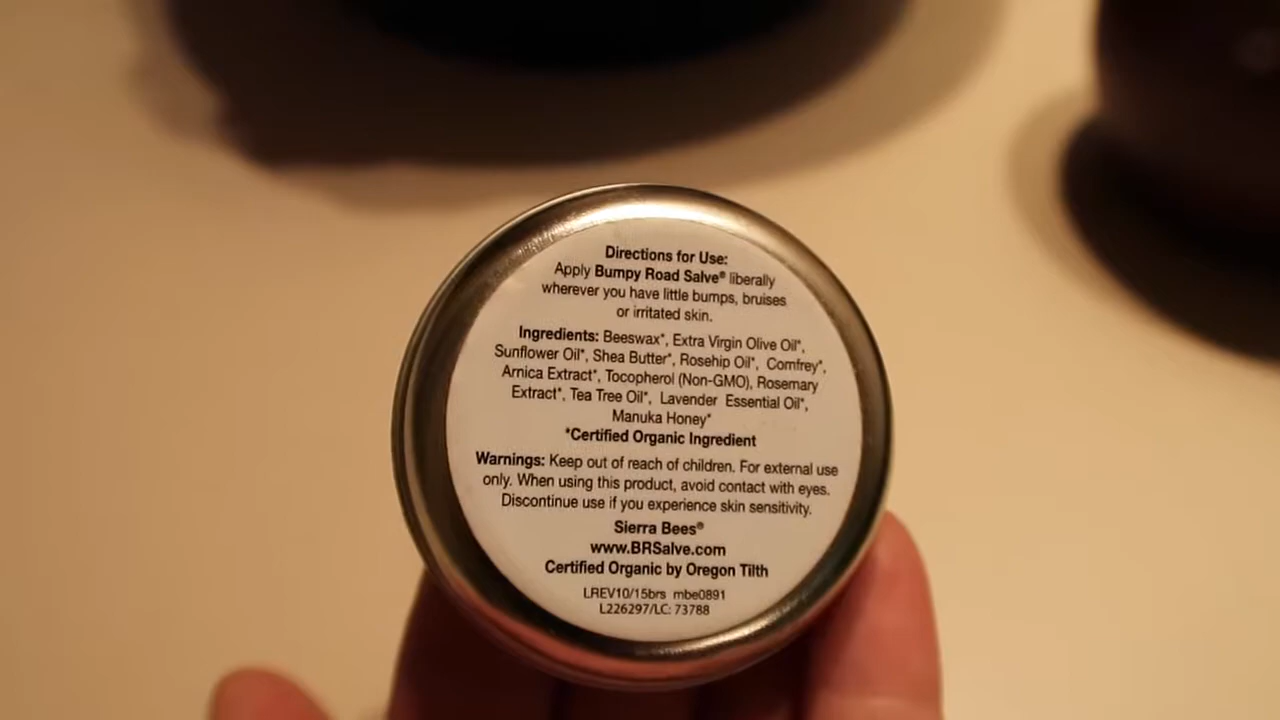 Directions for Use:
Apply Bumpy Road Salve® liberally
wherever you have little bumps, bruises
or irritated skin.
Ingredients: Beeswax*, Extra Virgin Olive Oil*,
Sunflower Oil*, Shea Butter*, Rosehip Oil*, Comfrey*,
Arnica Extract*, Tocopherol (Non-GMO), Rosemary
Extract*, Tea Tree Oil*, Lavender Essential Oil*,
Manuka Honey*
*Certified Organic Ingredient
Warnings: Keep out of reach of children. For external use
only. When using this product, avoid contact with eyes.
Discontinue use if you experience skin sensitivity.
Sierra Bees®
www.BRSalve.com
Certified Organic by Oregon Tilth
LREV10/15brs mbe0891
L226297/LC: 73788